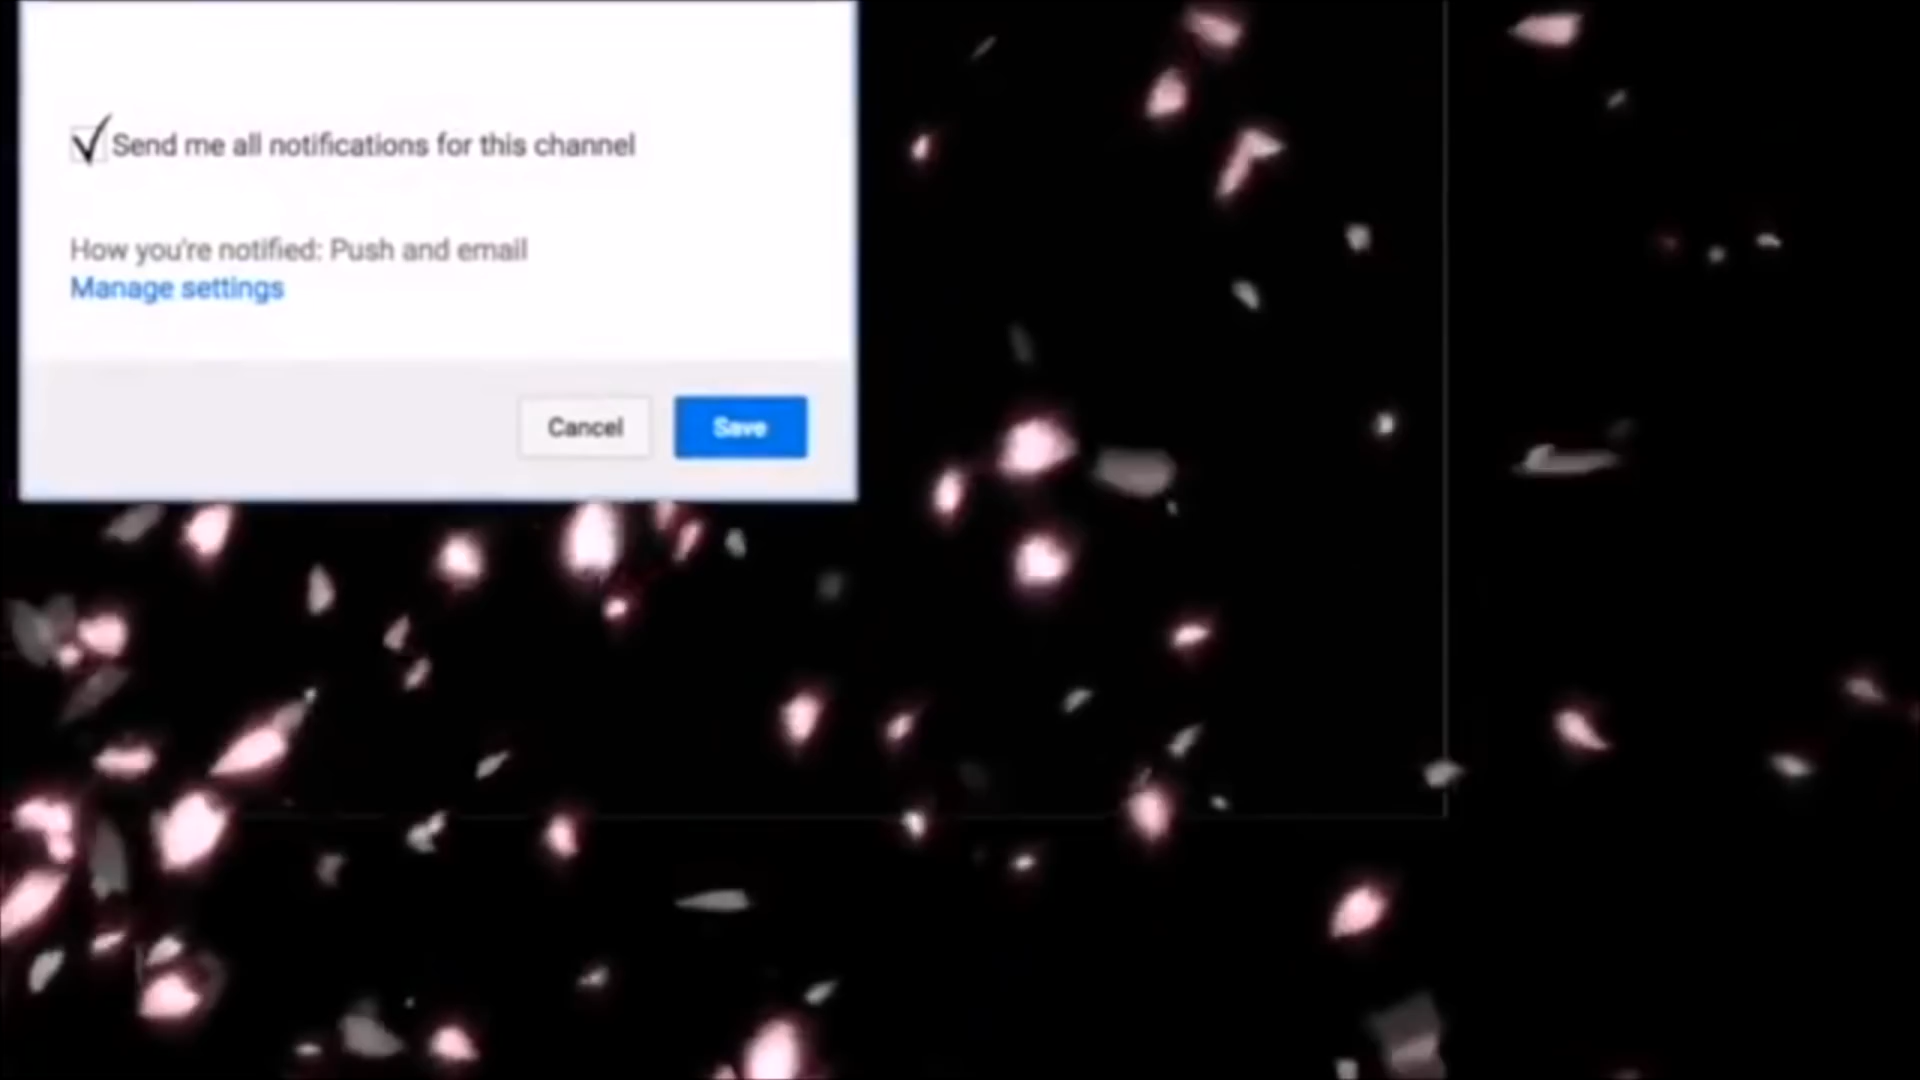 Send me all notifications for this channel
How you're notified: Push and email
Manage settings
Cancel
Save